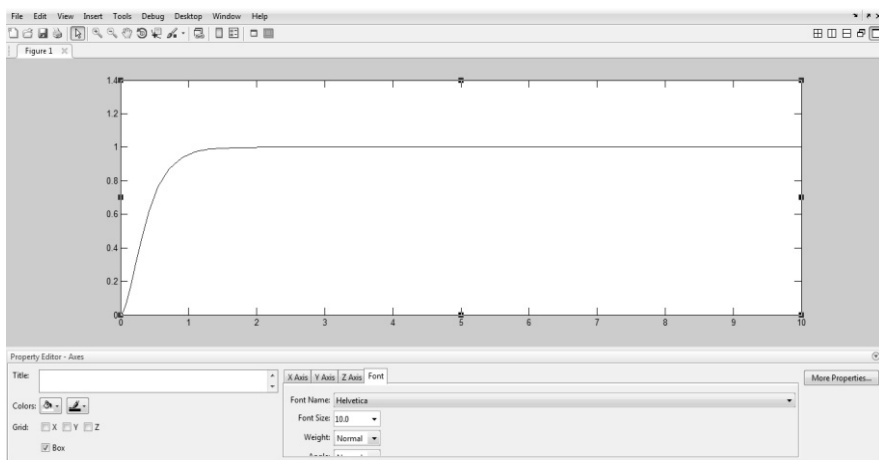 File Edit View Insert Tools Debug Desktop Window Help
Figure 1
1.4
1.2
1
0.8
0.6
0.4
0.2
0
0 1 2 3 4 5 6 7 8 9 10
Property Editor - Axes
Title:
X Axis Y Axis Z Axis Font
More Properties...
Colors:
Font Name: Helvetica
Font Size: 10.0
Grid: X Y Z
Weight: Normal
Box